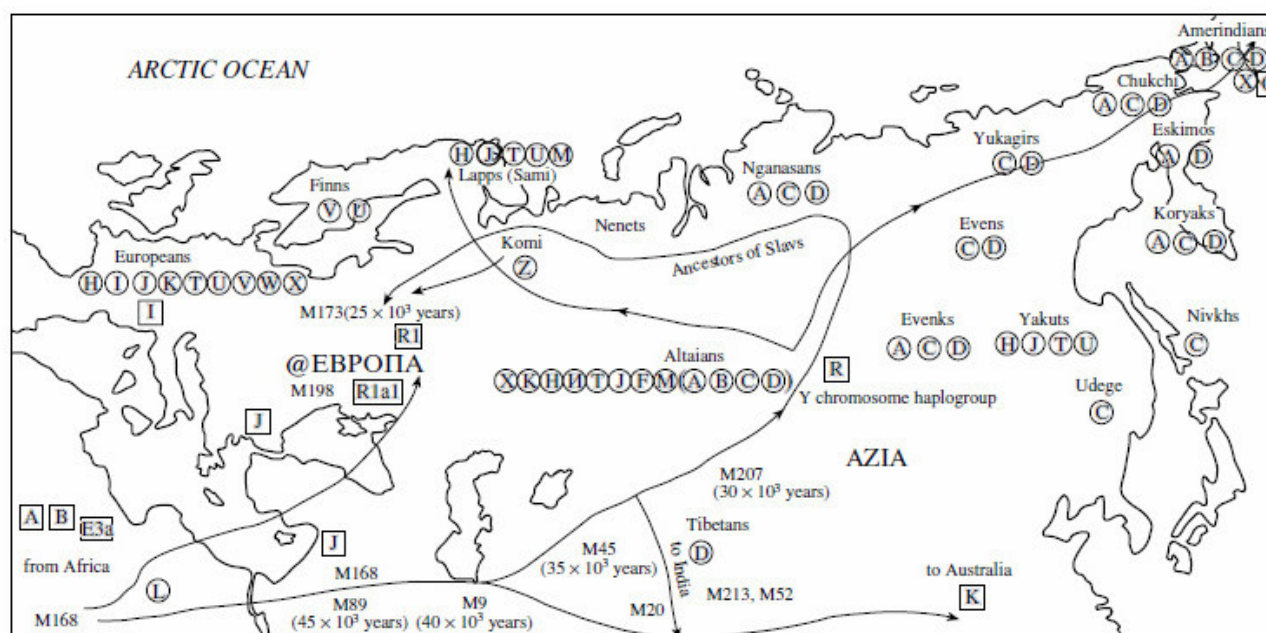 Amerindians
ARCTIC OCEAN
A B C D
Chukchi
X
A C D
Yukagirs
Eskimos
H J T U M
C D
A D
Lapps (Sami)
Nganasans
Finns
A C D
V U
Nenets
Evens
Koryaks
Komi
C D
A C D
Europeans
Ancestors of Slavs
Z
H I J K T U V W X
I
M173(25 × 10³ years)
R1
Evenks
Yakuts
Nivkhs
A C D
H J T U
C
@ЕВРОПА
Altaians
R
M198
R1a1
Х К Н И Т J F M (A B C D)
Udege
Y chromosome haplogroup
C
J
AZIA
M207
(30 × 10³ years)
A B E3a
Tibetans
J
D
from Africa
M45
(35 × 10³ years)
to India
to Australia
L
M168
K
M213, M52
M168
M89
(45 × 10³ years)
M9
(40 × 10³ years)
M20